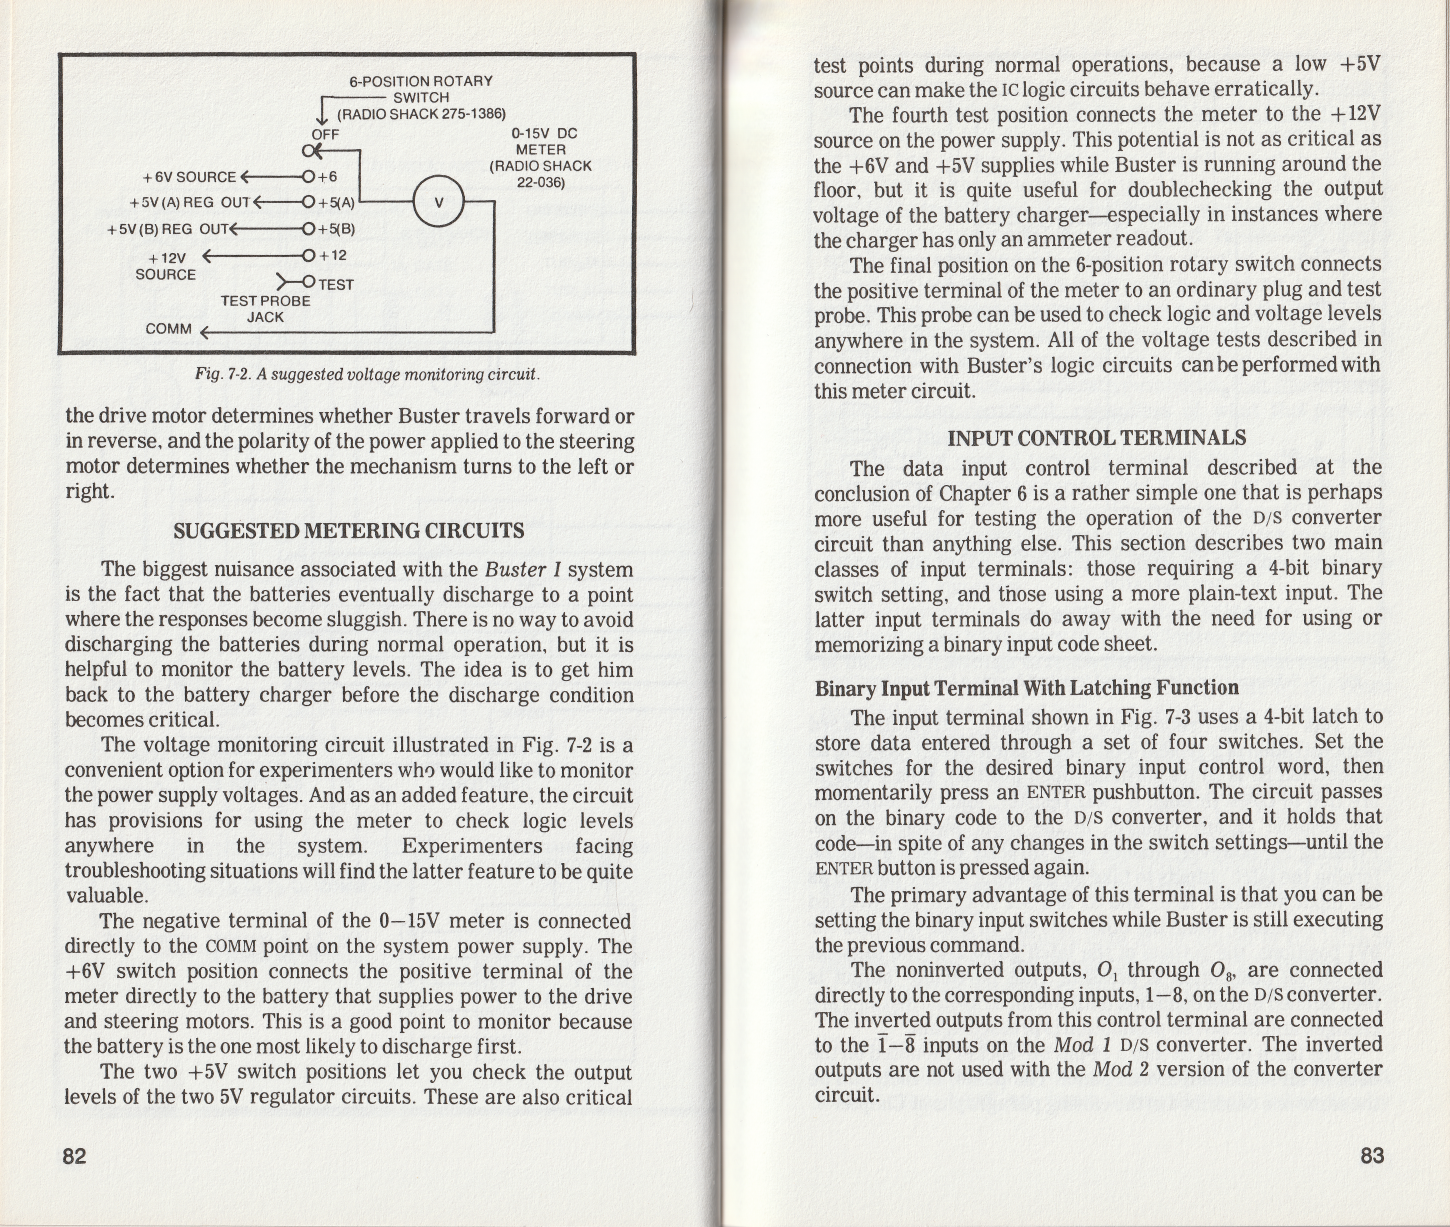 6-POSITION ROTARY
SWITCH
(RADIO SHACK 275-1386)
OFF
0-15V DC
METER
(RADIO SHACK
22-036)
+6V SOURCE
+6
+5V (A) REG OUT
+5(A)
V
+5V (B) REG OUT
+5(B)
+12V
SOURCE
+12
TEST
TEST PROBE
JACK
COMM
Fig. 7-2. A suggested voltage monitoring circuit.
the drive motor determines whether Buster travels forward or
in reverse, and the polarity of the power applied to the steering
motor determines whether the mechanism turns to the left or
right.
SUGGESTED METERING CIRCUITS
The biggest nuisance associated with the Buster I system
is the fact that the batteries eventually discharge to a point
where the responses become sluggish. There is no way to avoid
discharging the batteries during normal operation, but it is
helpful to monitor the battery levels. The idea is to get him
back to the battery charger before the discharge condition
becomes critical.
The voltage monitoring circuit illustrated in Fig. 7-2 is a
convenient option for experimenters who would like to monitor
the power supply voltages. And as an added feature, the circuit
has provisions for using the meter to check logic levels
anywhere in the system. Experimenters facing
troubleshooting situations will find the latter feature to be quite
valuable.
The negative terminal of the 0–15V meter is connected
directly to the COMM point on the system power supply. The
+6V switch position connects the positive terminal of the
meter directly to the battery that supplies power to the drive
and steering motors. This is a good point to monitor because
the battery is the one most likely to discharge first.
The two +5V switch positions let you check the output
levels of the two 5V regulator circuits. These are also critical
82
test points during normal operations, because a low +5V
source can make the IC logic circuits behave erratically.
The fourth test position connects the meter to the +12V
source on the power supply. This potential is not as critical as
the +6V and +5V supplies while Buster is running around the
floor, but it is quite useful for doublechecking the output
voltage of the battery charger—especially in instances where
the charger has only an ammeter readout.
The final position on the 6-position rotary switch connects
the positive terminal of the meter to an ordinary plug and test
probe. This probe can be used to check logic and voltage levels
anywhere in the system. All of the voltage tests described in
connection with Buster's logic circuits can be performed with
this meter circuit.
INPUT CONTROL TERMINALS
The data input control terminal described at the
conclusion of Chapter 6 is a rather simple one that is perhaps
more useful for testing the operation of the D/S converter
circuit than anything else. This section describes two main
classes of input terminals: those requiring a 4-bit binary
switch setting, and those using a more plain-text input. The
latter input terminals do away with the need for using or
memorizing a binary input code sheet.
Binary Input Terminal With Latching Function
The input terminal shown in Fig. 7-3 uses a 4-bit latch to
store data entered through a set of four switches. Set the
switches for the desired binary input control word, then
momentarily press an ENTER pushbutton. The circuit passes
on the binary code to the D/S converter, and it holds that
code—in spite of any changes in the switch settings—until the
ENTER button is pressed again.
The primary advantage of this terminal is that you can be
setting the binary input switches while Buster is still executing
the previous command.
The noninverted outputs, O₁ through O₈, are connected
directly to the corresponding inputs, 1–8, on the D/S converter.
The inverted outputs from this control terminal are connected
to the 1̅–8̅ inputs on the Mod 1 D/S converter. The inverted
outputs are not used with the Mod 2 version of the converter
circuit.
83